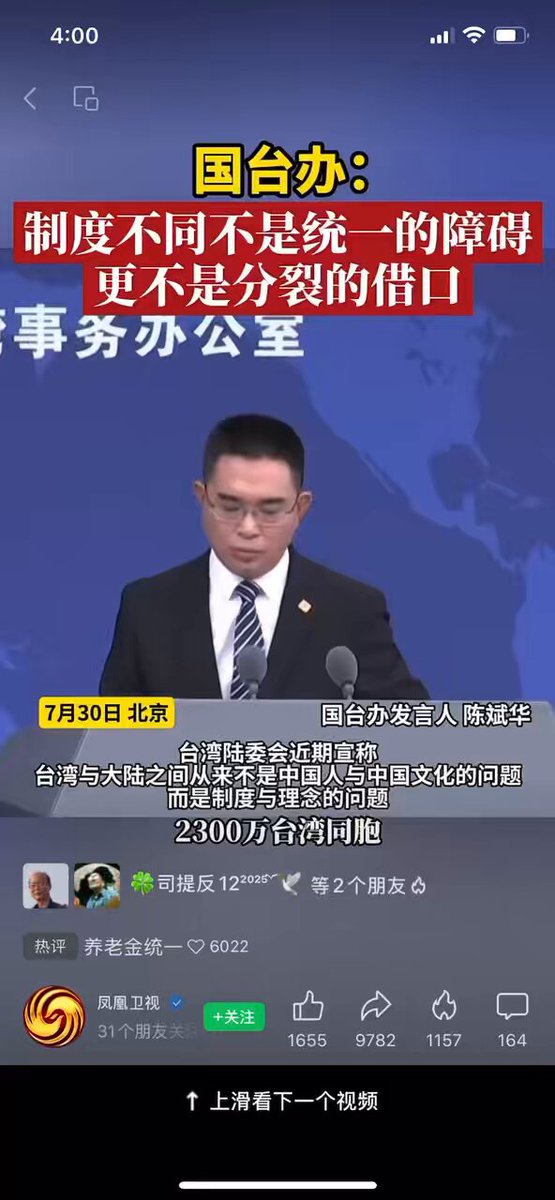 4:00
国台办：
制度不同不是统一的障碍
更不是分裂的借口
事务办公室
7月30日 北京
国台办发言人 陈斌华
台湾陆委会近期宣称
台湾与大陆之间从来不是中国人与中国文化的问题
而是制度与理念的问题
2300万台湾同胞
🍀司提反12²⁰²⁵🕊️ 等2个朋友
热评 养老金统一♡6022
凤凰卫视
31个朋友关注
+关注
1655
9782
1157
164
↑ 上滑看下一个视频